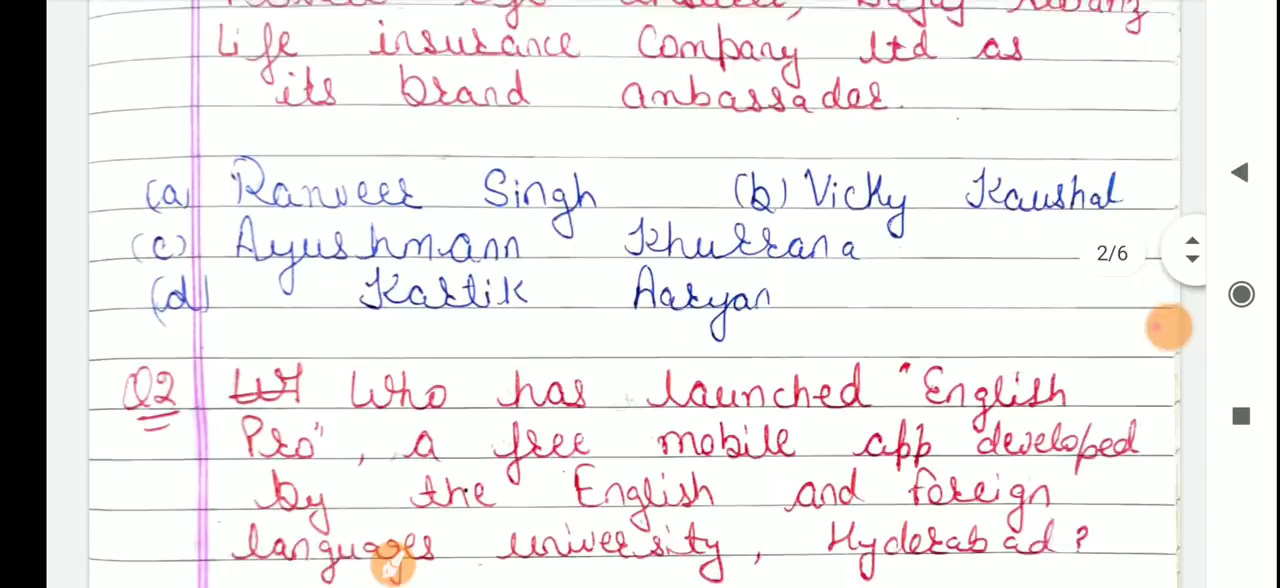 Life insurance Company ltd as
its brand ambassader.
(a) Ranveer Singh (b) Vicky Kaushal
(c) Ayushmann Khurrana
(d) Kartik Aaryan
2/6
Q2 Who has launched "English
Pro", a free mobile app developed
by the English and foreign
languages university, Hyderabad?